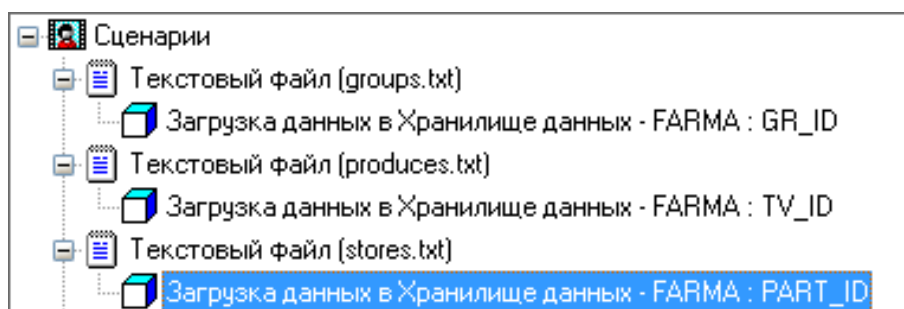 Сценарии
Текстовый файл (groups.txt)
Загрузка данных в Хранилище данных - FARMA : GR_ID
Текстовый файл (produces.txt)
Загрузка данных в Хранилище данных - FARMA : TV_ID
Текстовый файл (stores.txt)
Загрузка данных в Хранилище данных - FARMA : PART_ID